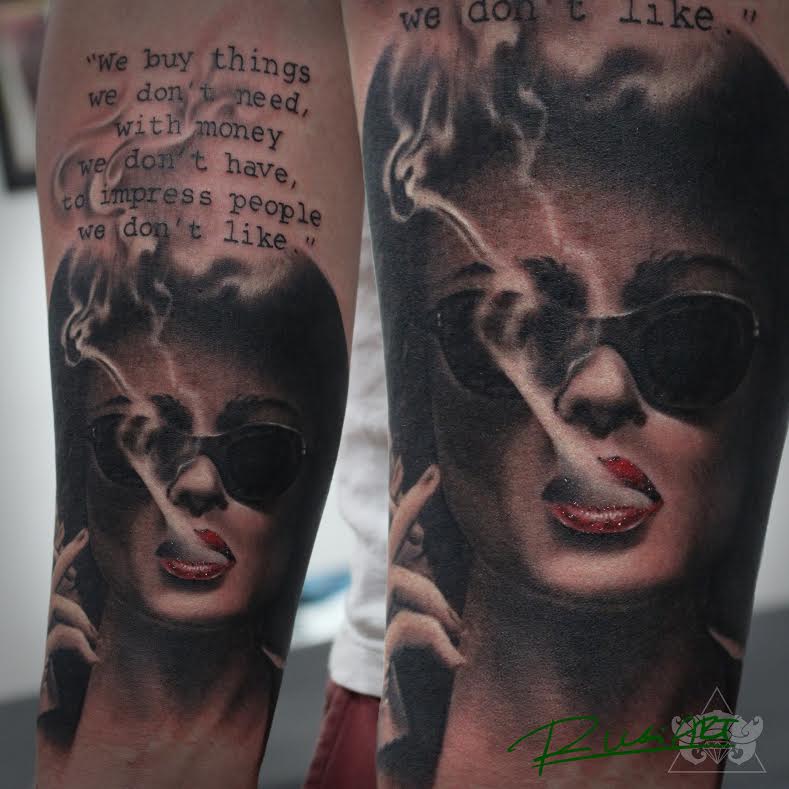 "We buy things
we don't need,
with money
we don't have,
to impress people
we don't like."
we don't like."